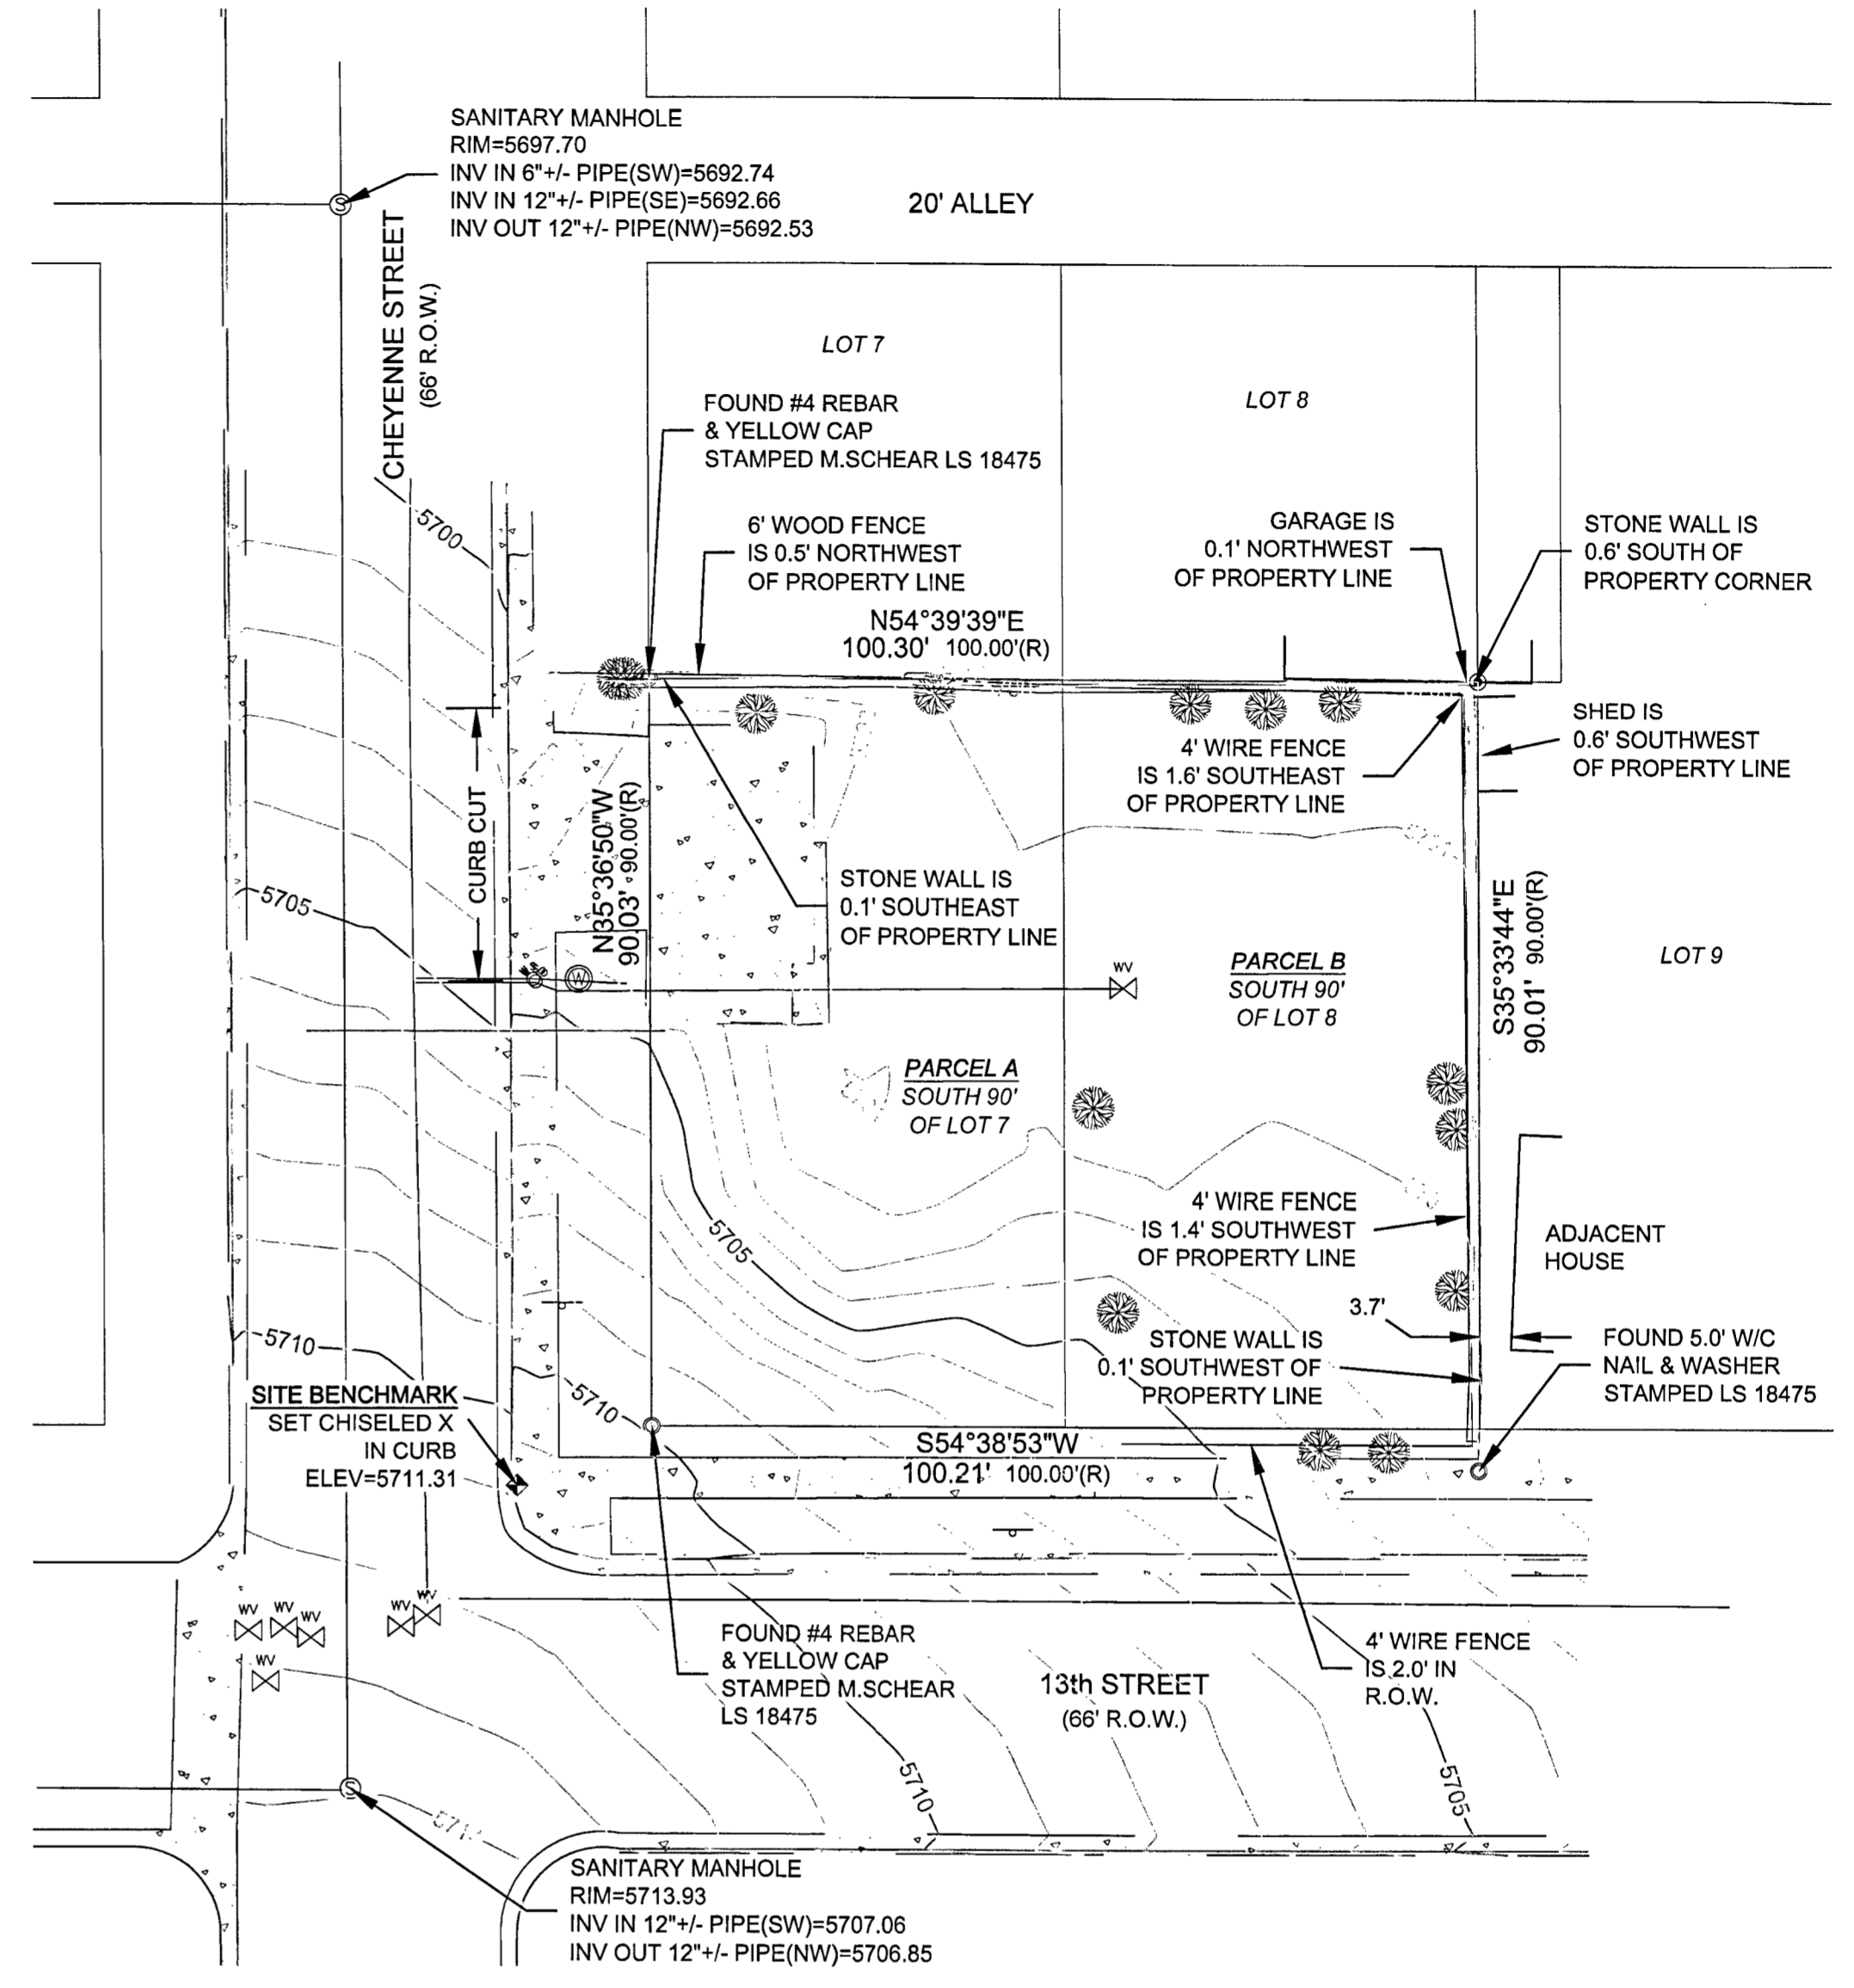 SANITARY MANHOLE
RIM=5697.70
INV IN 6"+/- PIPE(SW)=5692.74
INV IN 12"+/- PIPE(SE)=5692.66
INV OUT 12"+/- PIPE(NW)=5692.53
S
20' ALLEY
CHEYENNE STREET
(66' R.O.W.)
LOT 7
LOT 8
FOUND #4 REBAR
& YELLOW CAP
STAMPED M.SCHEAR LS 18475
5700
6' WOOD FENCE
IS 0.5' NORTHWEST
OF PROPERTY LINE
GARAGE IS
0.1' NORTHWEST
OF PROPERTY LINE
STONE WALL IS
0.6' SOUTH OF
PROPERTY CORNER
N54°39'39"E
100.30' 100.00'(R)
SHED IS
0.6' SOUTHWEST
OF PROPERTY LINE
4' WIRE FENCE
IS 1.6' SOUTHEAST
OF PROPERTY LINE
CURB CUT
N35°36'50"W
90.03' 90.00'(R)
STONE WALL IS
0.1' SOUTHEAST
OF PROPERTY LINE
5705
S35°33'44"E
90.01' 90.00'(R)
LOT 9
W
WV
PARCEL B
SOUTH 90'
OF LOT 8
PARCEL A
SOUTH 90'
OF LOT 7
5705
4' WIRE FENCE
IS 1.4' SOUTHWEST
OF PROPERTY LINE
ADJACENT
HOUSE
3.7'
STONE WALL IS
0.1' SOUTHWEST OF
PROPERTY LINE
FOUND 5.0' W/C
NAIL & WASHER
STAMPED LS 18475
5710
5710
SITE BENCHMARK
SET CHISELED X
IN CURB
ELEV=5711.31
S54°38'53"W
100.21' 100.00'(R)
WV
WV
WV
WV
WV
WV
FOUND #4 REBAR
& YELLOW CAP
STAMPED M.SCHEAR
LS 18475
13th STREET
(66' R.O.W.)
4' WIRE FENCE
IS 2.0' IN
R.O.W.
5710
5705
S
SANITARY MANHOLE
RIM=5713.93
INV IN 12"+/- PIPE(SW)=5707.06
INV OUT 12"+/- PIPE(NW)=5706.85